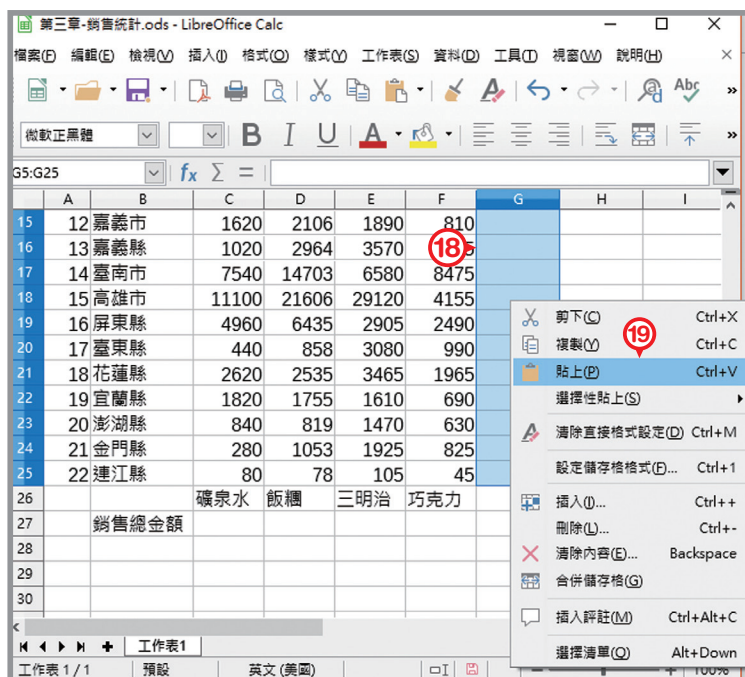 第三章-銷售統計.ods - LibreOffice Calc
檔案(F) 編輯(E) 檢視(V) 插入(I) 格式(O) 樣式(Y) 工作表(S) 資料(D) 工具(T) 視窗(W) 說明(H)
Abc
微軟正黑體 B I U A
G5:G25 fx Σ =
A B C D E F G H I
15 12 嘉義市 1620 2106 1890 810
16 13 嘉義縣 1020 2964 3570 5 18
17 14 臺南市 7540 14703 6580 8475
18 15 高雄市 11100 21606 29120 4155
19 16 屏東縣 4960 6435 2905 2490
20 17 臺東縣 440 858 3080 990
21 18 花蓮縣 2620 2535 3465 1965
22 19 宜蘭縣 1820 1755 1610 690
23 20 澎湖縣 840 819 1470 630
24 21 金門縣 280 1053 1925 825
25 22 連江縣 80 78 105 45
26 礦泉水 飯糰 三明治 巧克力
27 銷售總金額
28
29
30
剪下(C) Ctrl+X
複製(Y) Ctrl+C
19
貼上(P) Ctrl+V
選擇性貼上(S)
清除直接格式設定(D) Ctrl+M
設定儲存格格式(F)... Ctrl+1
插入(I)... Ctrl++
刪除(L)... Ctrl+-
清除內容(E)... Backspace
合併儲存格(G)
插入評註(M) Ctrl+Alt+C
選擇清單(O) Alt+Down
工作表1
工作表 1 / 1 預設 英文 (美國) 100%